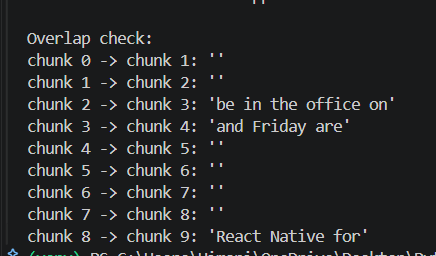 Overlap check:
chunk 0 -> chunk 1: ''
chunk 1 -> chunk 2: ''
chunk 2 -> chunk 3: 'be in the office on'
chunk 3 -> chunk 4: 'and Friday are'
chunk 4 -> chunk 5: ''
chunk 5 -> chunk 6: ''
chunk 6 -> chunk 7: ''
chunk 7 -> chunk 8: ''
chunk 8 -> chunk 9: 'React Native for'